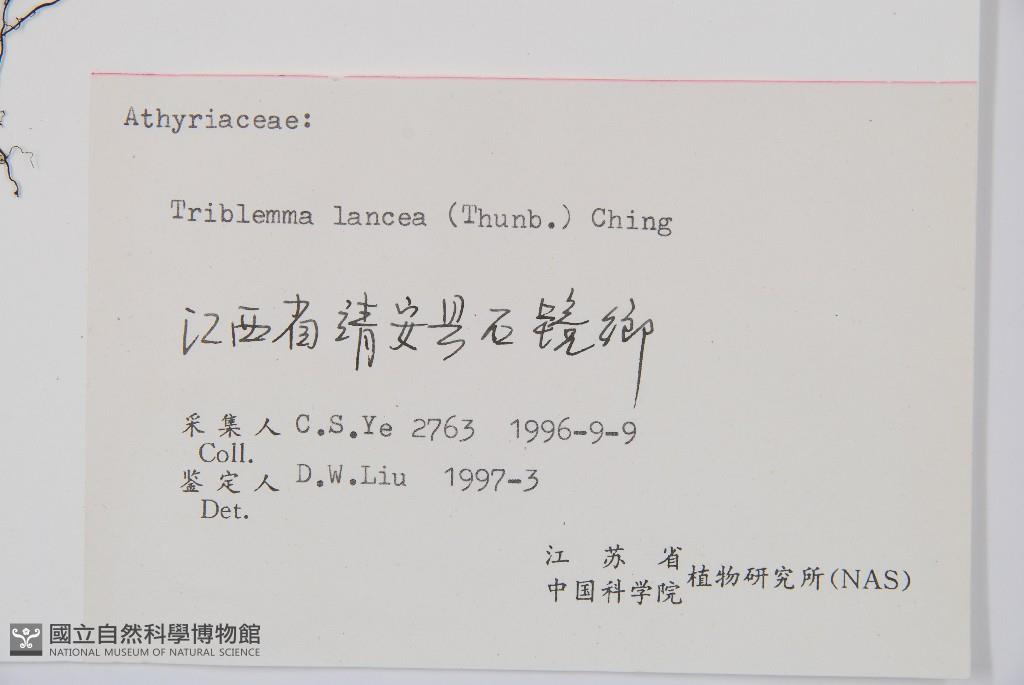 Athyriaceae:
Triblemma lancea (Thunb.) Ching
江西省靖安县石镜鄉
采集人 C.S.Ye 2763 1996-9-9
Coll.
鉴定人 D.W.Liu 1997-3
Det.
江苏省
中国科学院植物研究所(NAS)
國立自然科學博物館
NATIONAL MUSEUM OF NATURAL SCIENCE